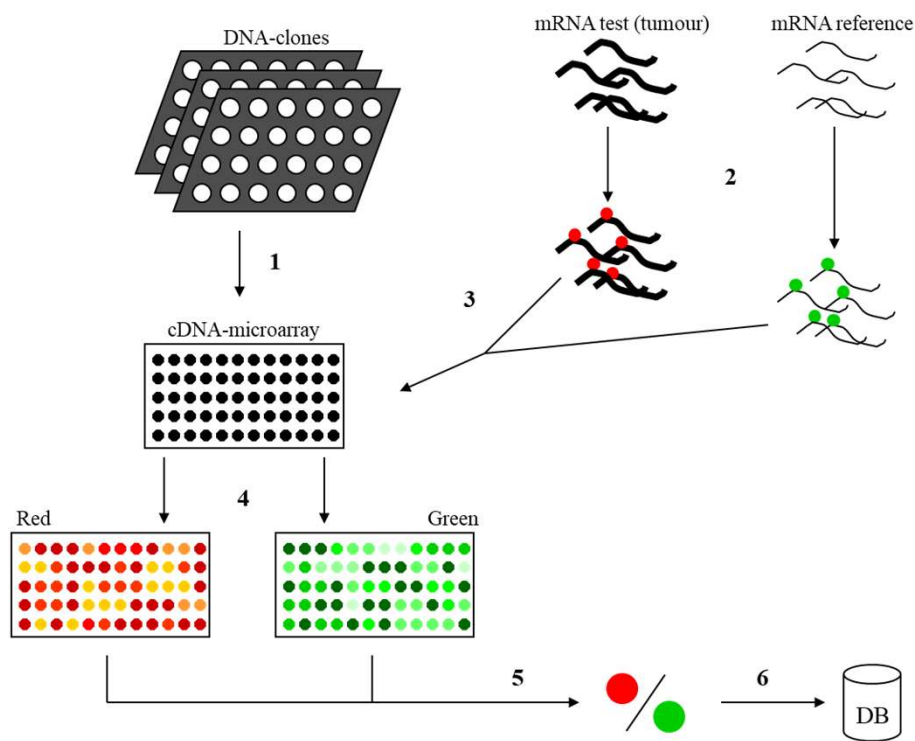 DNA-clones
mRNA test (tumour)
mRNA reference
2
1
3
cDNA-microarray
4
Red
Green
5
6
DB